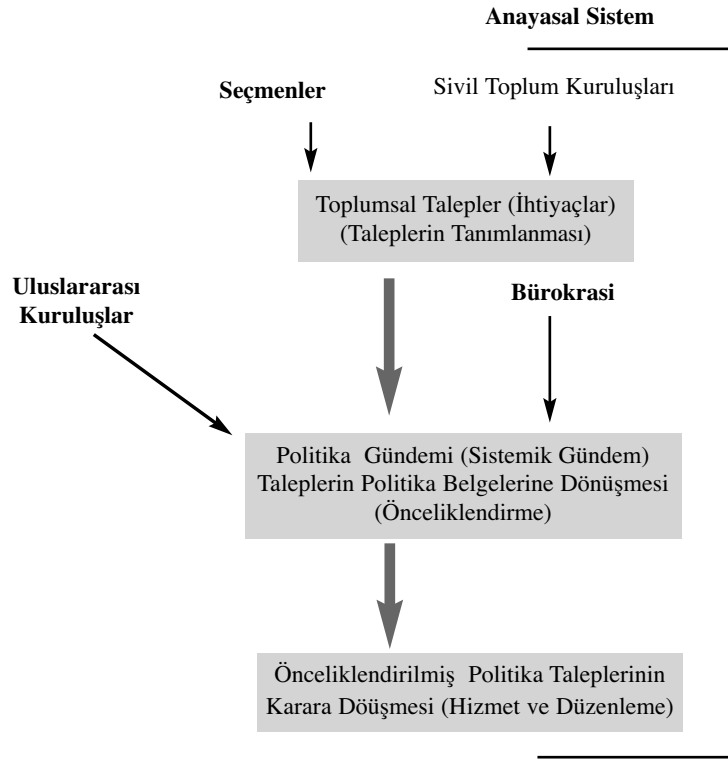 Anayasal Sistem
Seçmenler
Sivil Toplum Kuruluşları
Toplumsal Talepler (İhtiyaçlar)
(Taleplerin Tanımlanması)
Uluslararası
Kuruluşlar
Bürokrasi
Politika Gündemi (Sistemik Gündem)
Taleplerin Politika Belgelerine Dönüşmesi
(Önceliklendirme)
Önceliklendirilmiş Politika Taleplerinin
Karara Döüşmesi (Hizmet ve Düzenleme)